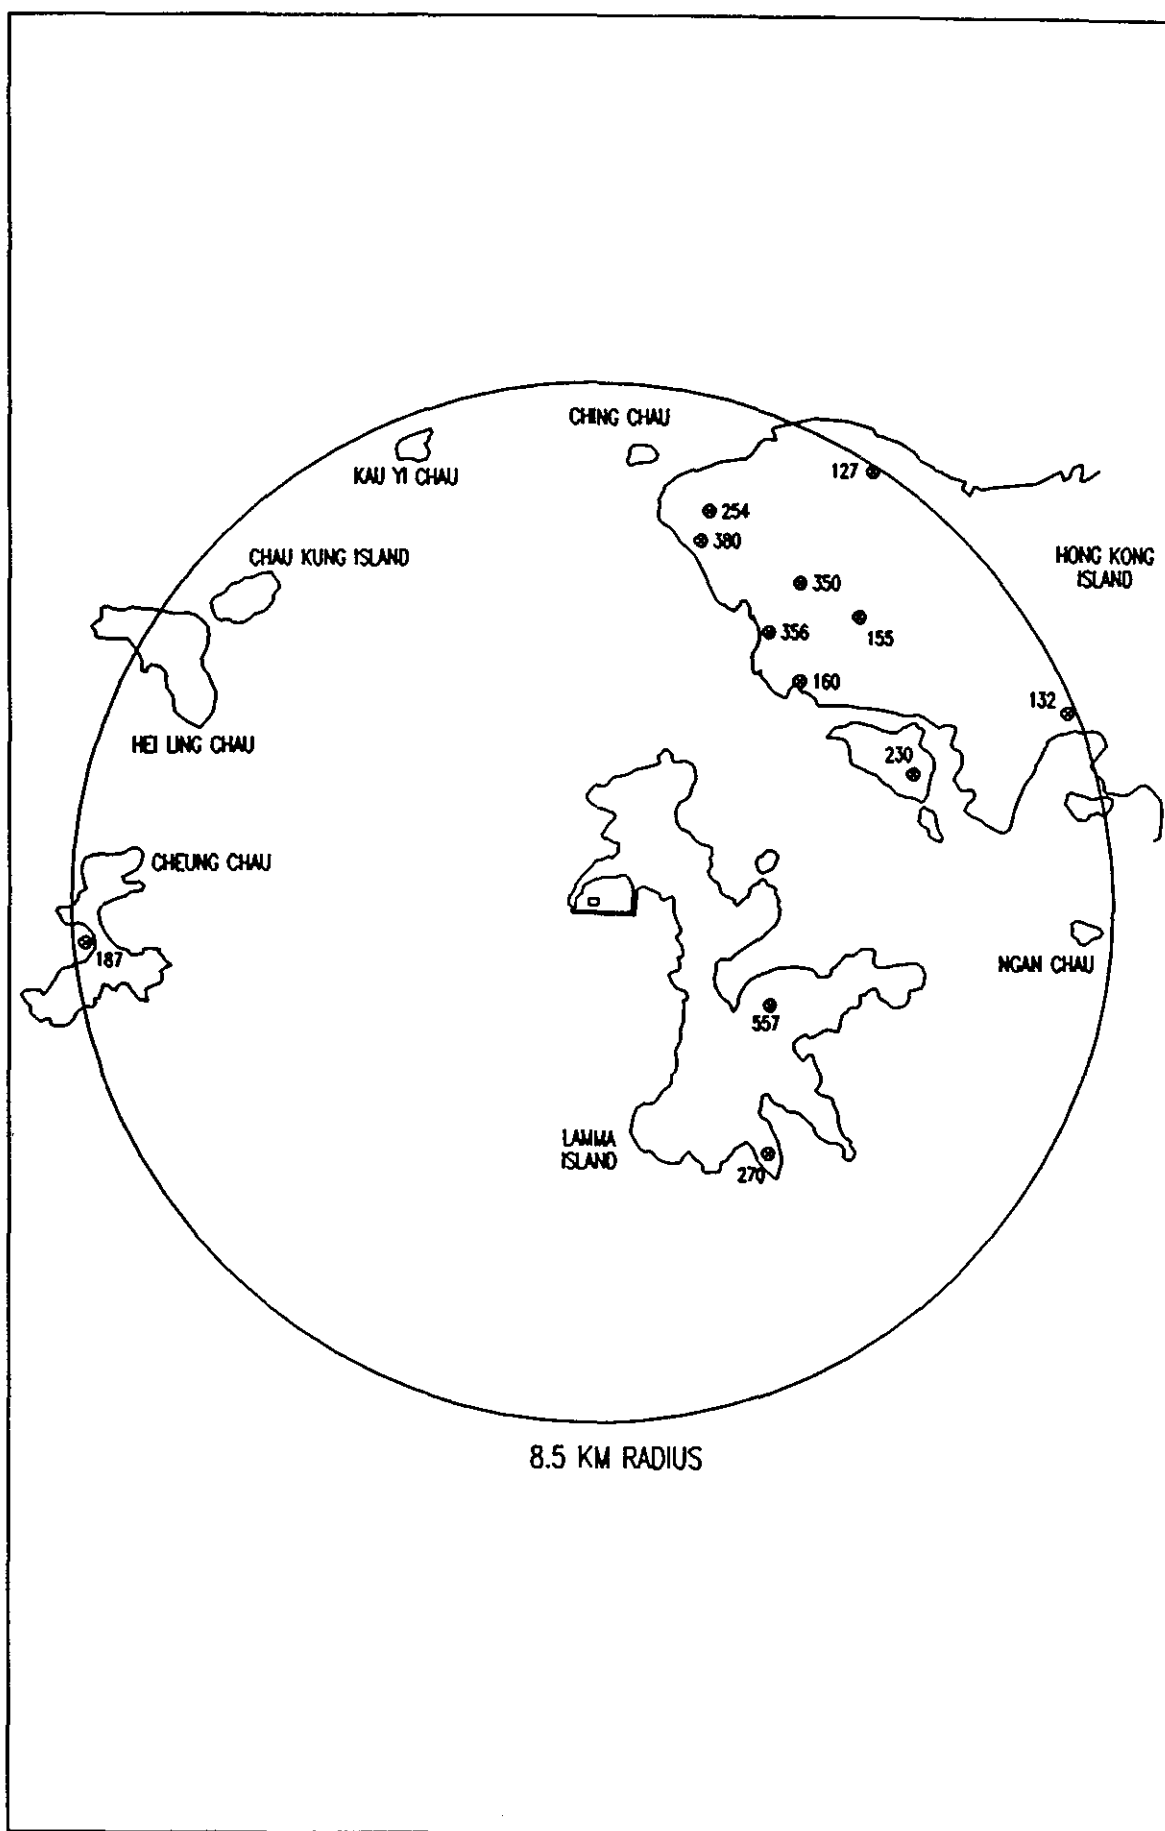 CHING CHAU
KAU YI CHAU
127
254
380
CHAU KUNG ISLAND
HONG KONG
ISLAND
350
356
155
160
132
HEI LING CHAU
230
CHEUNG CHAU
187
NGAN CHAU
557
LAMMA
ISLAND
270
8.5 KM RADIUS